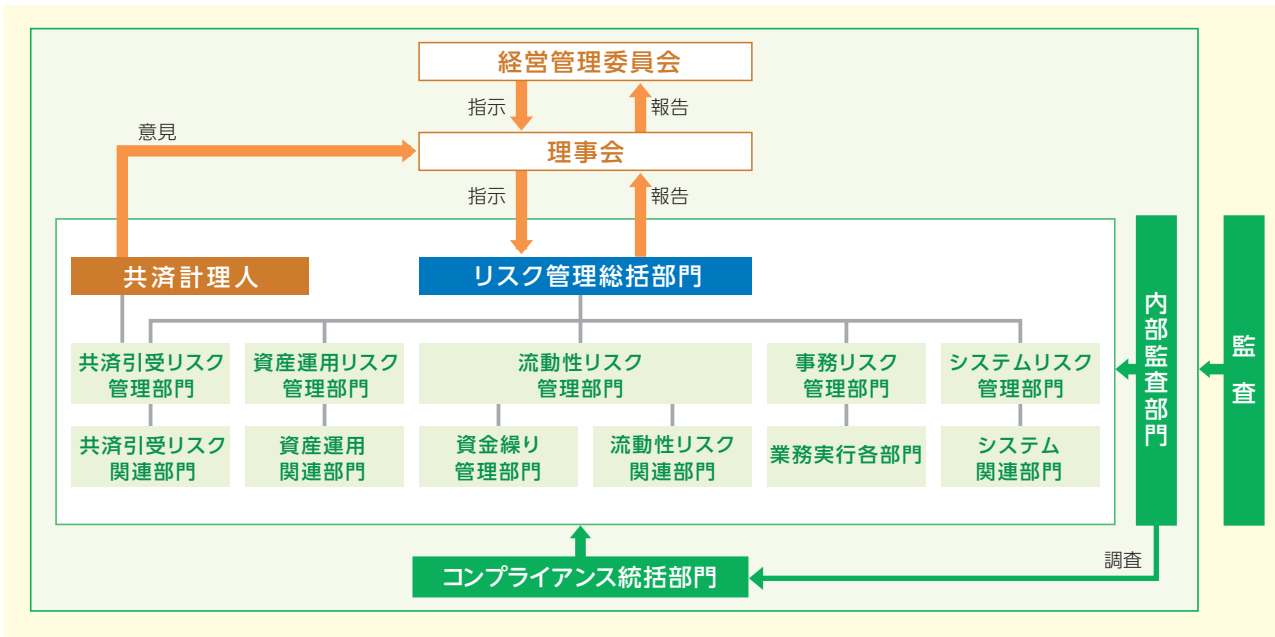 経営管理委員会
指示
報告
意見
理事会
指示
報告
共済計理人
リスク管理総括部門
共済引受リスク
管理部門
資産運用リスク
管理部門
流動性リスク
管理部門
事務リスク
管理部門
システムリスク
管理部門
共済引受リスク
関連部門
資産運用
関連部門
資金繰り
管理部門
流動性リスク
関連部門
業務実行各部門
システム
関連部門
内部監査部門
監査
調査
コンプライアンス統括部門